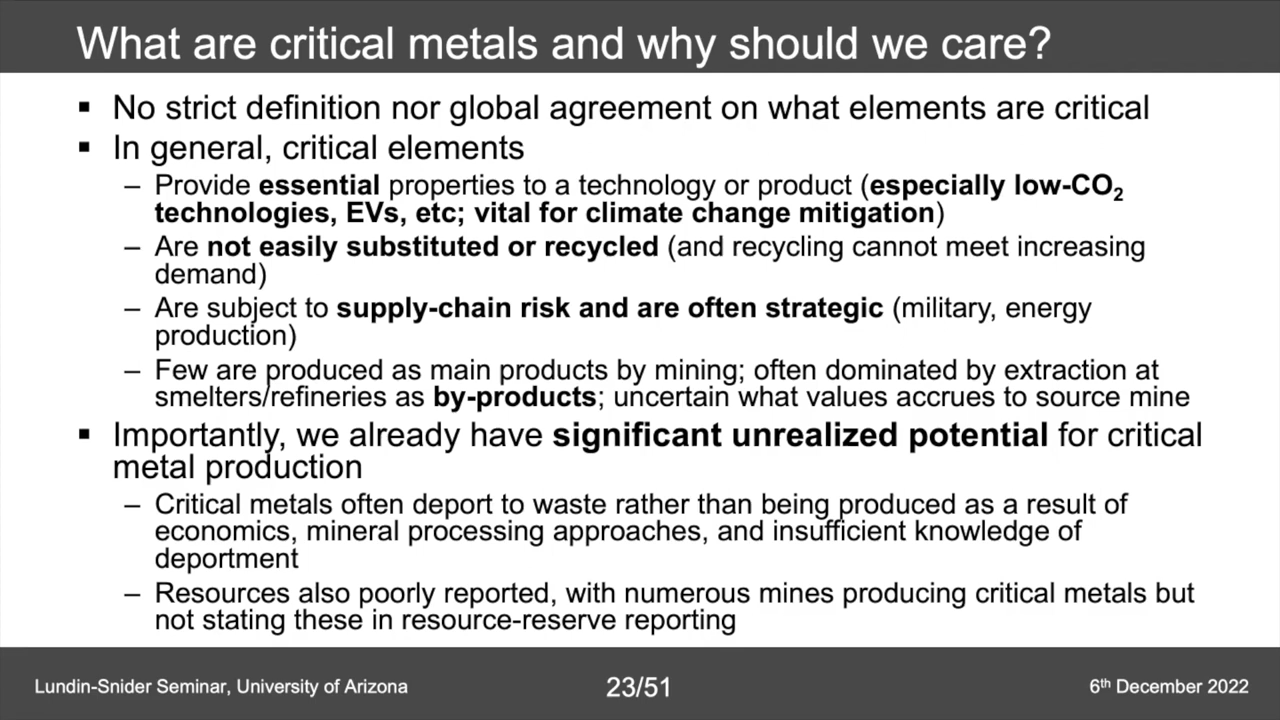 What are critical metals and why should we care?
▪ No strict definition nor global agreement on what elements are critical
▪ In general, critical elements
– Provide essential properties to a technology or product (especially low-CO₂
technologies, EVs, etc; vital for climate change mitigation)
– Are not easily substituted or recycled (and recycling cannot meet increasing
demand)
– Are subject to supply-chain risk and are often strategic (military, energy
production)
– Few are produced as main products by mining; often dominated by extraction at
smelters/refineries as by-products; uncertain what values accrues to source mine
▪ Importantly, we already have significant unrealized potential for critical
metal production
– Critical metals often deport to waste rather than being produced as a result of
economics, mineral processing approaches, and insufficient knowledge of
deportment
– Resources also poorly reported, with numerous mines producing critical metals but
not stating these in resource-reserve reporting
Lundin-Snider Seminar, University of Arizona
23/51
6th December 2022